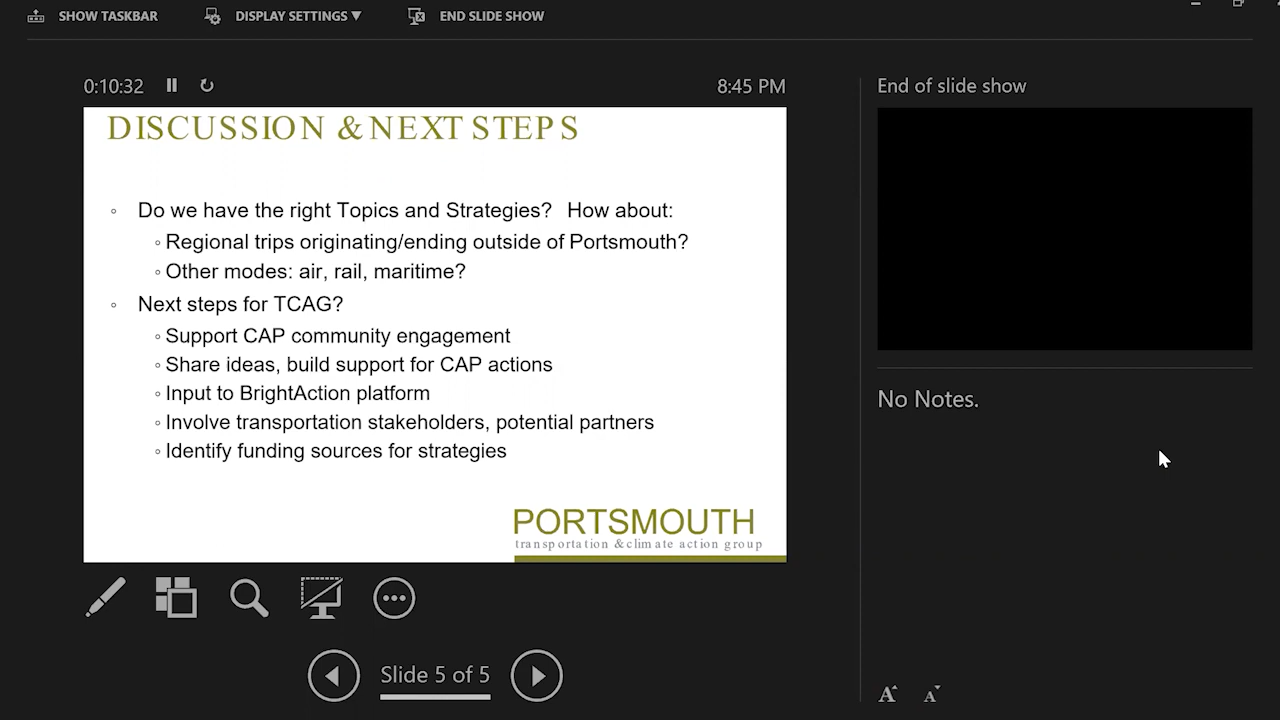 SHOW TASKBAR DISPLAY SETTINGS ▼ END SLIDE SHOW
0:10:32 8:45 PM
DISCUSSION & NEXT STEPS
◦ Do we have the right Topics and Strategies? How about:
◦ Regional trips originating/ending outside of Portsmouth?
◦ Other modes: air, rail, maritime?
◦ Next steps for TCAG?
◦ Support CAP community engagement
◦ Share ideas, build support for CAP actions
◦ Input to BrightAction platform
◦ Involve transportation stakeholders, potential partners
◦ Identify funding sources for strategies
PORTSMOUTH
transportation & climate action group
Slide 5 of 5
End of slide show
No Notes.
A A